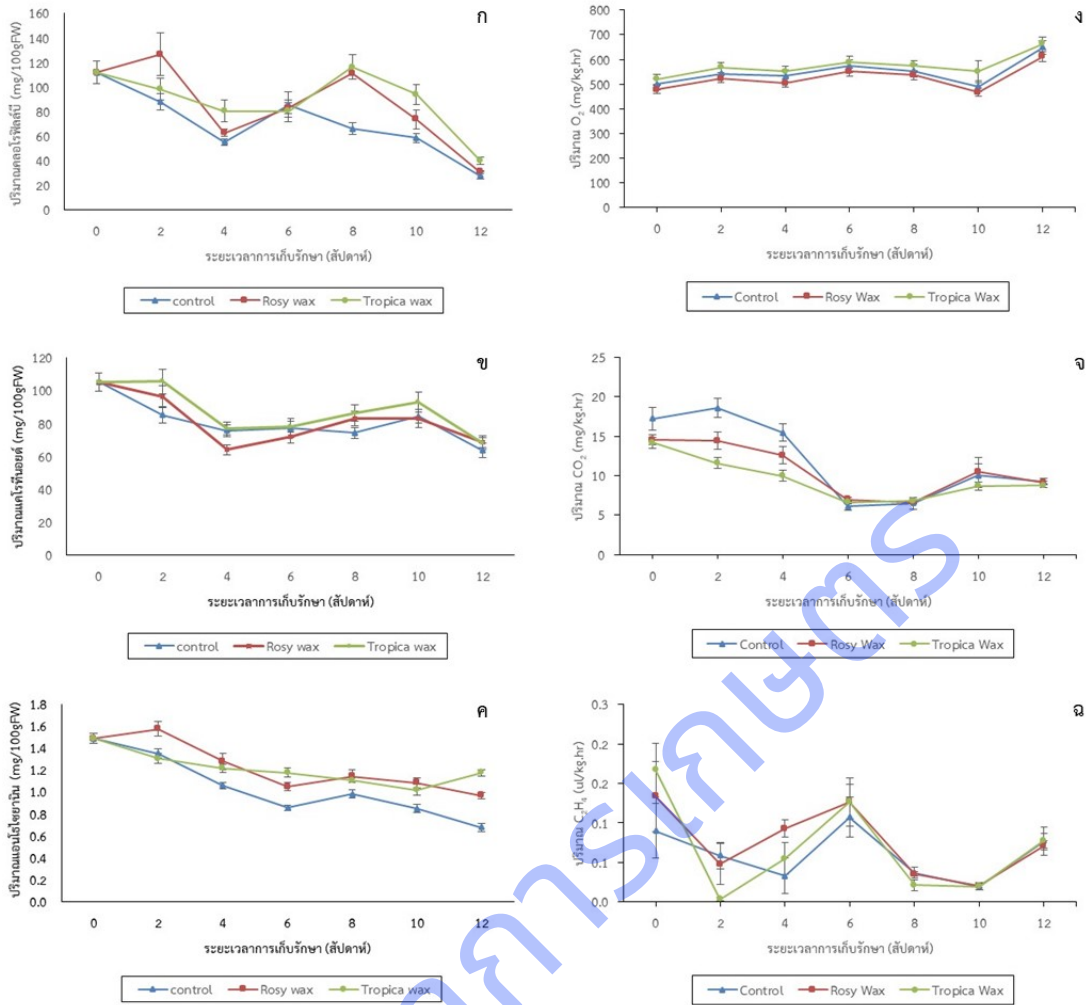 ก
ปริมาณคลอโรฟิลล์บี (mg/100gFW)
160
140
120
100
80
60
40
20
0
0 2 4 6 8 10 12
ระยะเวลาการเก็บรักษา (สัปดาห์)
control Rosy wax Tropica wax
ง
ปริมาณ O₂ (mg/kg.hr)
800
700
600
500
400
300
200
100
0
0 2 4 6 8 10 12
ระยะเวลาการเก็บรักษา (สัปดาห์)
Control Rosy Wax Tropica Wax
ข
ปริมาณแคโรทีนอยด์ (mg/100gFW)
120
100
80
60
40
20
0
0 2 4 6 8 10 12
ระยะเวลาการเก็บรักษา (สัปดาห์)
control Rosy wax Tropica wax
จ
ปริมาณ CO₂ (mg/kg.hr)
25
20
15
10
5
0
0 2 4 6 8 10 12
ระยะเวลาการเก็บรักษา (สัปดาห์)
Control Rosy Wax Tropica Wax
ค
ปริมาณแอนโธไซยานิน (mg/100gFW)
1.8
1.6
1.4
1.2
1.0
0.8
0.6
0.4
0.2
0.0
0 2 4 6 8 10 12
ระยะเวลาการเก็บรักษา (สัปดาห์)
control Rosy wax Tropica wax
ฉ
ปริมาณ C₂H₄ (ul/kg.hr)
0.3
0.2
0.2
0.1
0.1
0.0
0 2 4 6 8 10 12
ระยะเวลาการเก็บรักษา (สัปดาห์)
Control Rosy Wax Tropica Wax
การเกษตร